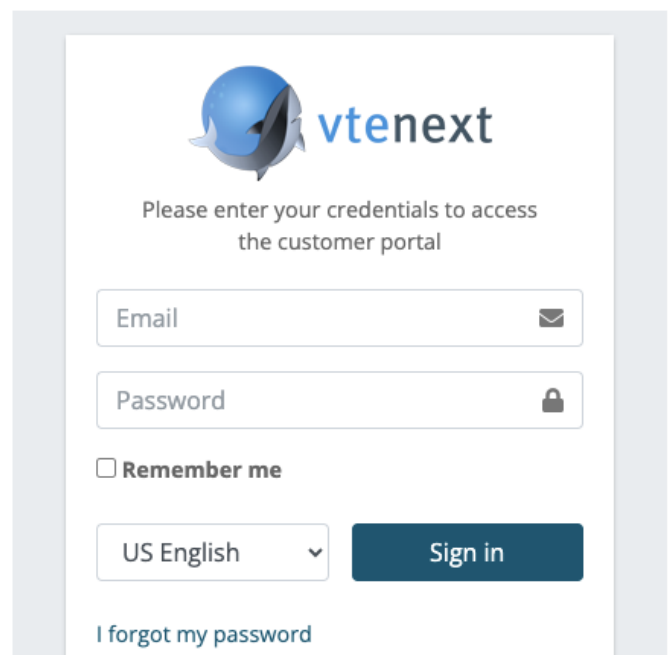 vtenext
Please enter your credentials to access
the customer portal
Email
Password
Remember me
US English
Sign in
I forgot my password